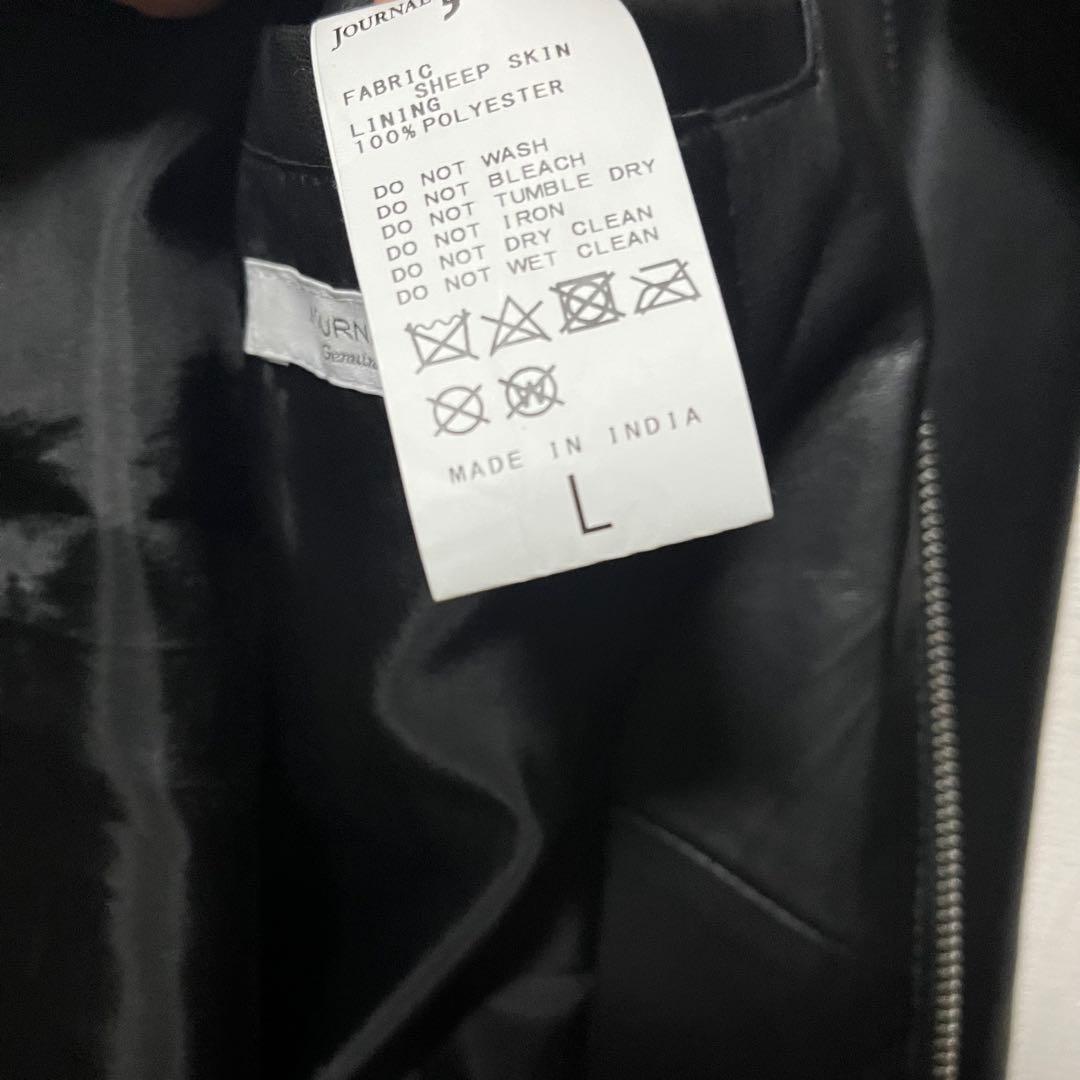 JOURNAL
FABRIC
SHEEP SKIN
LINING
100% POLYESTER
DO NOT WASH
DO NOT BLEACH
DO NOT TUMBLE DRY
DO NOT IRON
DO NOT DRY CLEAN
DO NOT WET CLEAN
W
MADE IN INDIA
L